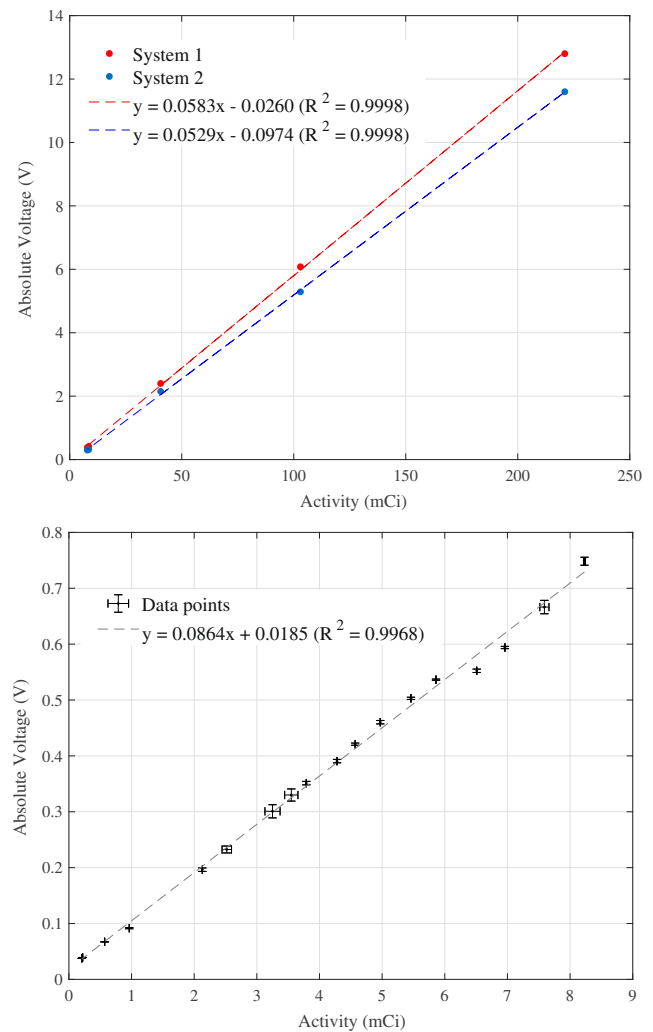 14
12
10
8
6
4
2
0
Absolute Voltage (V)
System 1
System 2
y = 0.0583x - 0.0260 (R² = 0.9998)
y = 0.0529x - 0.0974 (R² = 0.9998)
0 50 100 150 200 250
Activity (mCi)
0.8
0.7
0.6
0.5
0.4
0.3
0.2
0.1
0
Absolute Voltage (V)
Data points
y = 0.0864x + 0.0185 (R² = 0.9968)
0 1 2 3 4 5 6 7 8 9
Activity (mCi)